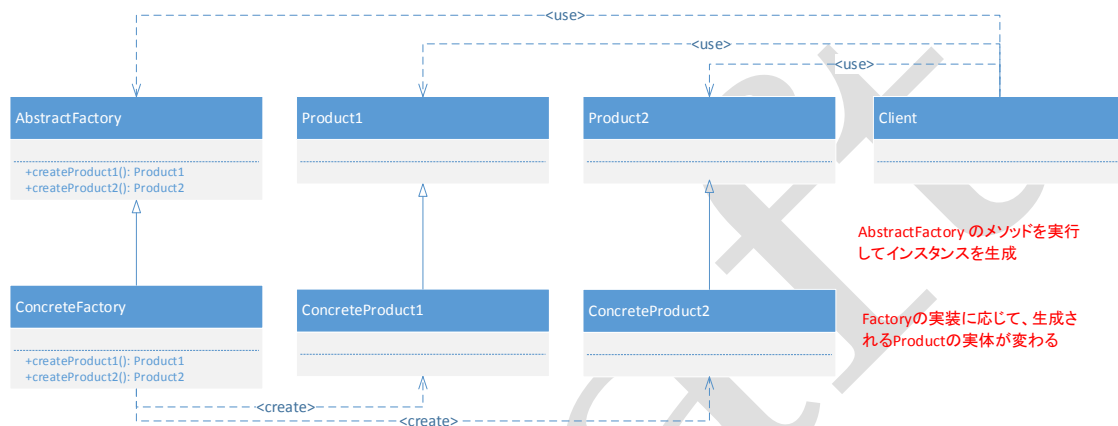 <use>
<use>
<use>
AbstractFactory
Product1
Product2
Client
+createProduct1(): Product1
+createProduct2(): Product2
AbstractFactory のメソッドを実行
してインスタンスを生成
ConcreteFactory
ConcreteProduct1
ConcreteProduct2
Factoryの実装に応じて、生成さ
れるProductの実体が変わる
+createProduct1(): Product1
+createProduct2(): Product2
<create>
<create>